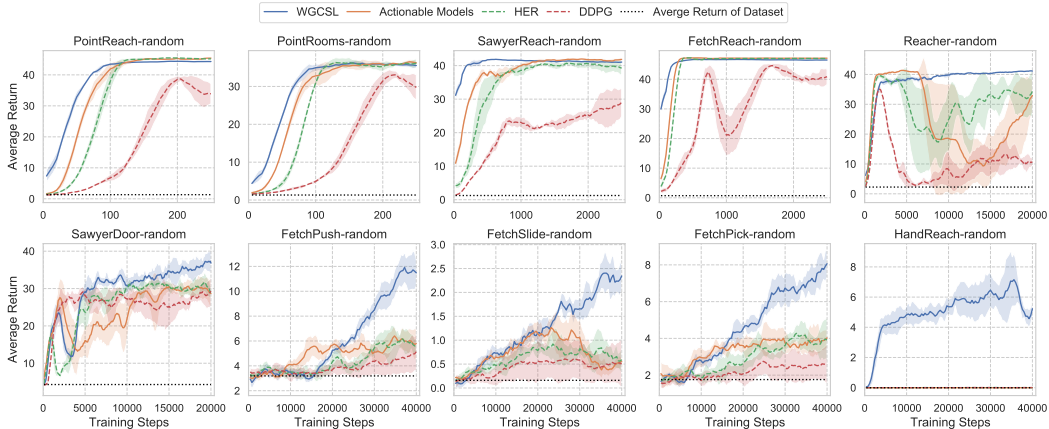 WGCSL Actionable Models HER DDPG Averge Return of Dataset
PointReach-random PointRooms-random SawyerReach-random FetchReach-random Reacher-random
Average Return
40 30 20 10 0
0 100 200
30 20 10 0
0 100 200
40 30 20 10 0
0 1000 2000
40 30 20 10 0
0 1000 2000
40 30 20 10 0
0 5000 10000 15000 20000
SawyerDoor-random FetchPush-random FetchSlide-random FetchPick-random HandReach-random
Average Return
40 30 20 10
0 5000 10000 15000 20000
12 10 8 6 4 2
0 10000 20000 30000 40000
3.0 2.5 2.0 1.5 1.0 0.5 0.0
0 10000 20000 30000 40000
8 6 4 2
0 10000 20000 30000 40000
8 6 4 2 0
0 10000 20000 30000 40000
Training Steps Training Steps Training Steps Training Steps Training Steps